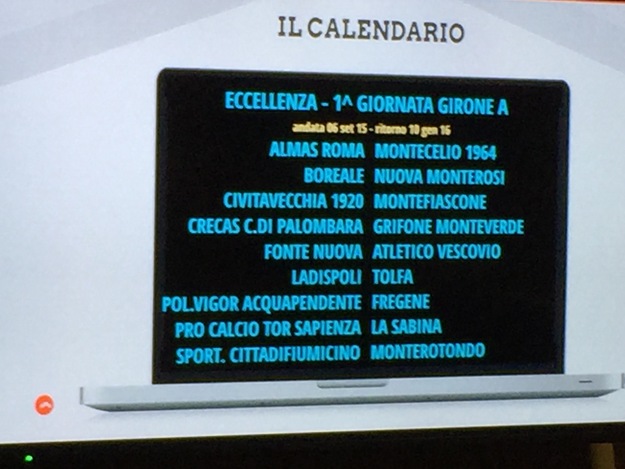 IL CALENDARIO
ECCELLENZA - 1^ GIORNATA GIRONE A
andata 06 set 15 - ritorno 10 gen 16
ALMAS ROMA MONTECELIO 1964
BOREALE NUOVA MONTEROSI
CIVITAVECCHIA 1920 MONTEFIASCONE
CRECAS C.DI PALOMBARA GRIFONE MONTEVERDE
FONTE NUOVA ATLETICO VESCOVIO
LADISPOLI TOLFA
POL.VIGOR ACQUAPENDENTE FREGENE
PRO CALCIO TOR SAPIENZA LA SABINA
SPORT. CITTADIFIUMICINO MONTEROTONDO